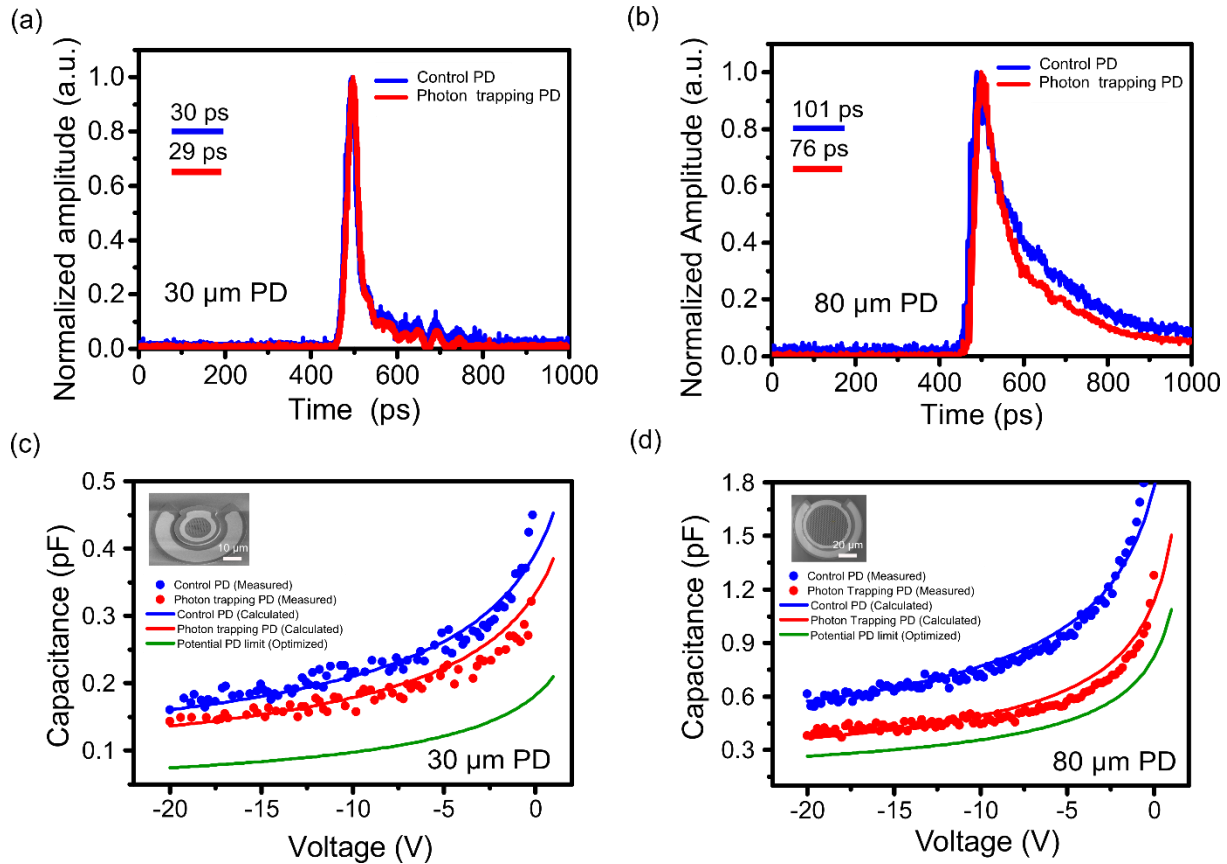 (a)
Normalized amplitude (a.u.)
1.0
0.8
0.6
0.4
0.2
0.0
Control PD
Photon trapping PD
30 ps
29 ps
30 µm PD
0 200 400 600 800 1000
Time (ps)
(b)
Normalized Amplitude (a.u.)
1.0
0.8
0.6
0.4
0.2
0.0
Control PD
Photon trapping PD
101 ps
76 ps
80 µm PD
0 200 400 600 800 1000
Time (ps)
(c)
Capacitance (pF)
0.5
0.4
0.3
0.2
0.1
10 µm
Control PD (Measured)
Photon trapping PD (Measured)
Control PD (Calculated)
Photon trapping PD (Calculated)
Potential PD limit (Optimized)
30 µm PD
-20 -15 -10 -5 0
Voltage (V)
(d)
Capacitance (pF)
1.8
1.5
1.2
0.9
0.6
0.3
20 µm
Control PD (Measured)
Photon Trapping PD (Measured)
Control PD (Calculated)
Photon Trapping PD (Calculated)
Potential PD limit (Optimized)
80 µm PD
-20 -15 -10 -5 0
Voltage (V)